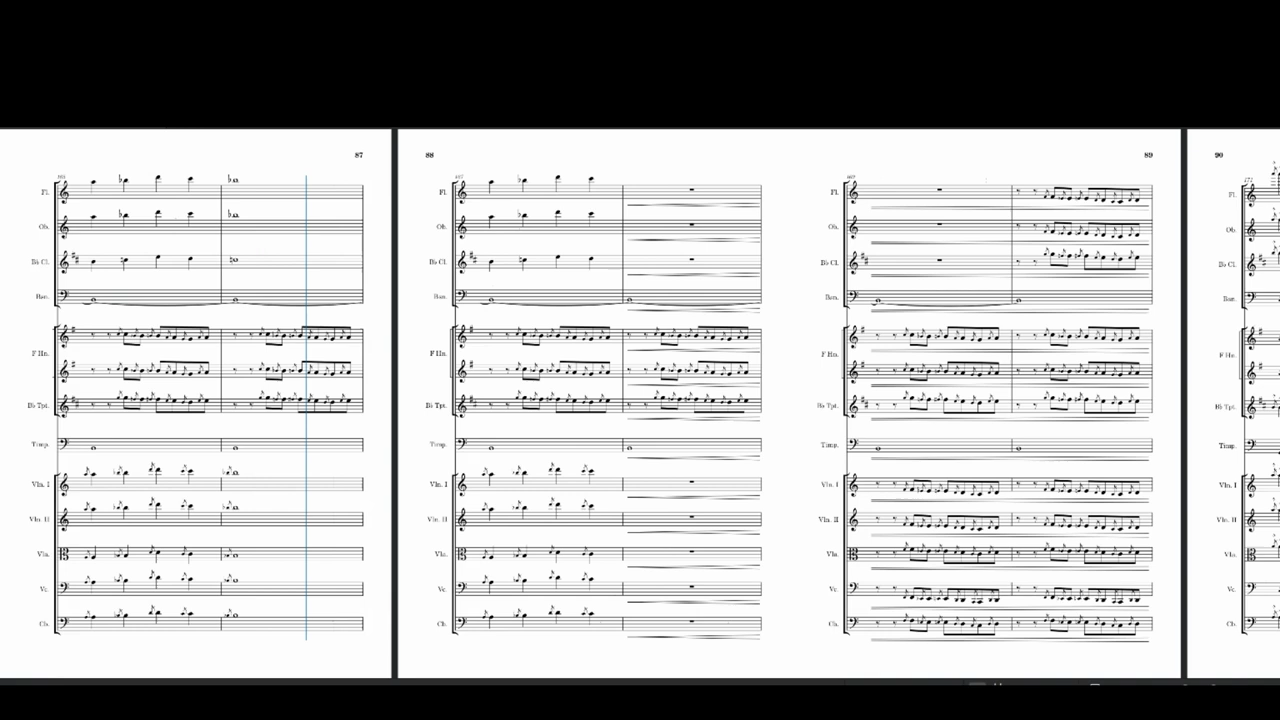 87
Fl.
Ob.
B♭ Cl.
Bsn.
F Hn.
B♭ Tpt.
Timp.
Vln. I
Vln. II
Vla.
Vc.
Cb.
88
Fl.
Ob.
B♭ Cl.
Bsn.
F Hn.
B♭ Tpt.
Timp.
Vln. I
Vln. II
Vla.
Vc.
Cb.
89
Fl.
Ob.
B♭ Cl.
Bsn.
F Hn.
B♭ Tpt.
Timp.
Vln. I
Vln. II
Vla.
Vc.
Cb.
90
Fl.
Ob.
B♭ Cl.
Bsn.
F Hn.
B♭ Tpt.
Timp.
Vln. I
Vln. II
Vla.
Vc.
Cb.